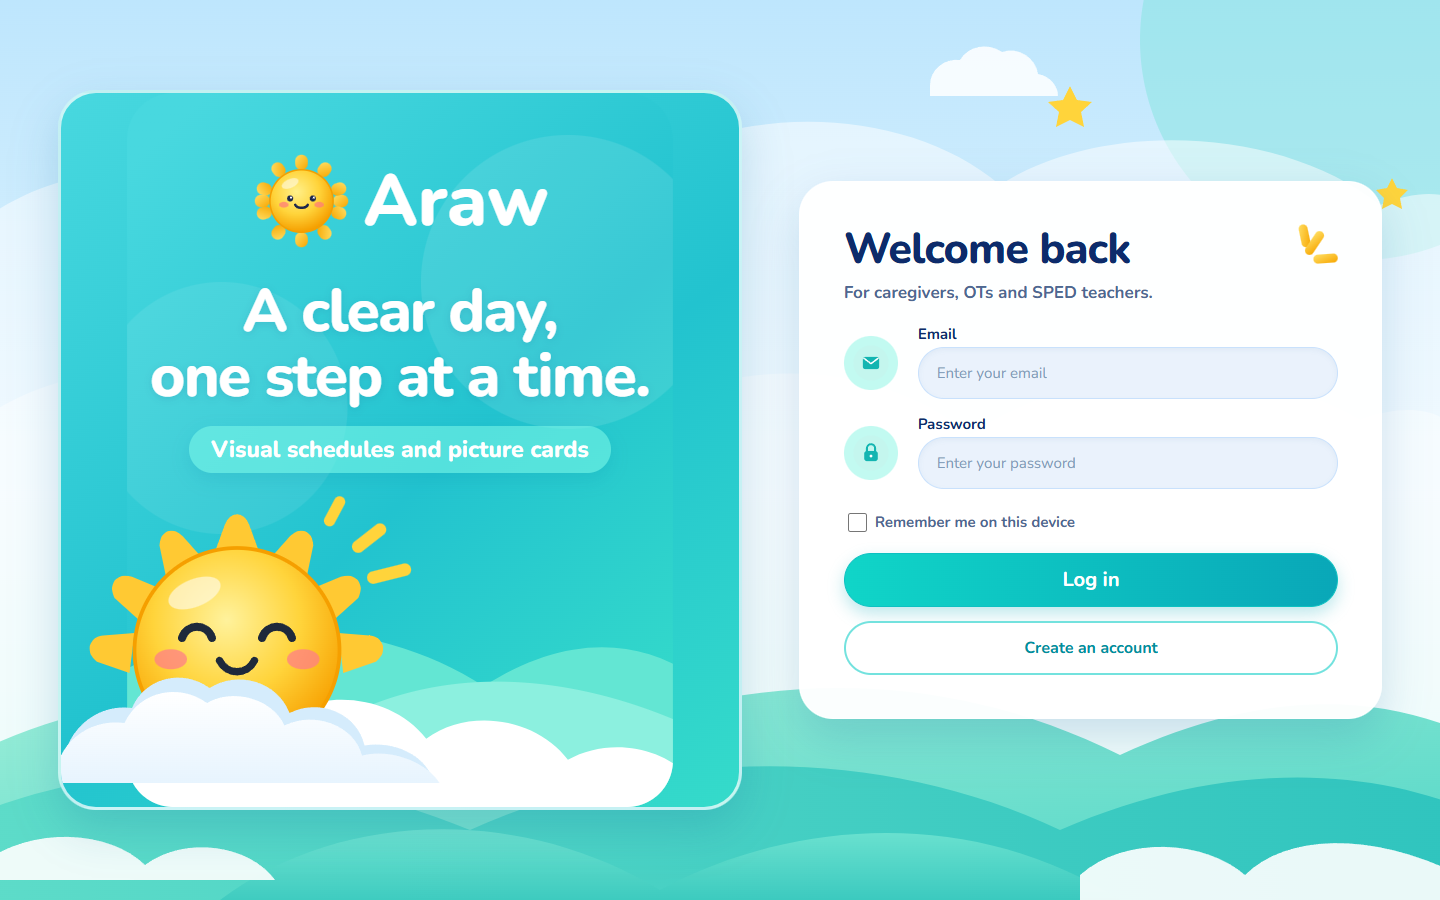 Araw
A clear day,
one step at a time.
Visual schedules and picture cards
Welcome back
For caregivers, OTs and SPED teachers.
Email
Enter your email
Password
Enter your password
Remember me on this device
Log in
Create an account